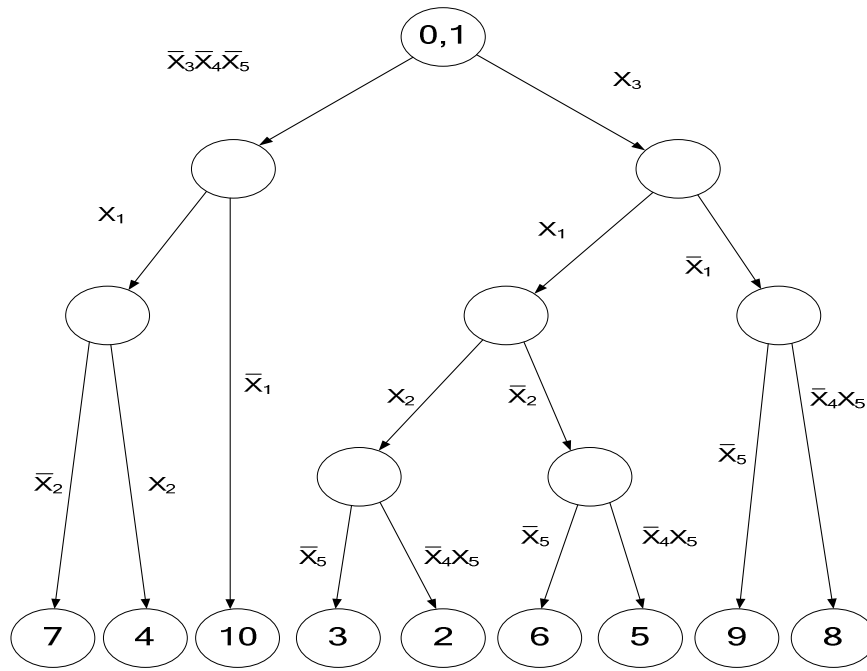 0,1
X̅₃X̅₄X̅₅
X₃
X₁
X₁
X̅₁
X̅₁
X₂
X̅₂
X̅₄X₅
X̅₅
X̅₂
X₂
X̅₅
X̅₄X₅
X̅₅
X̅₄X₅
7
4
10
3
2
6
5
9
8